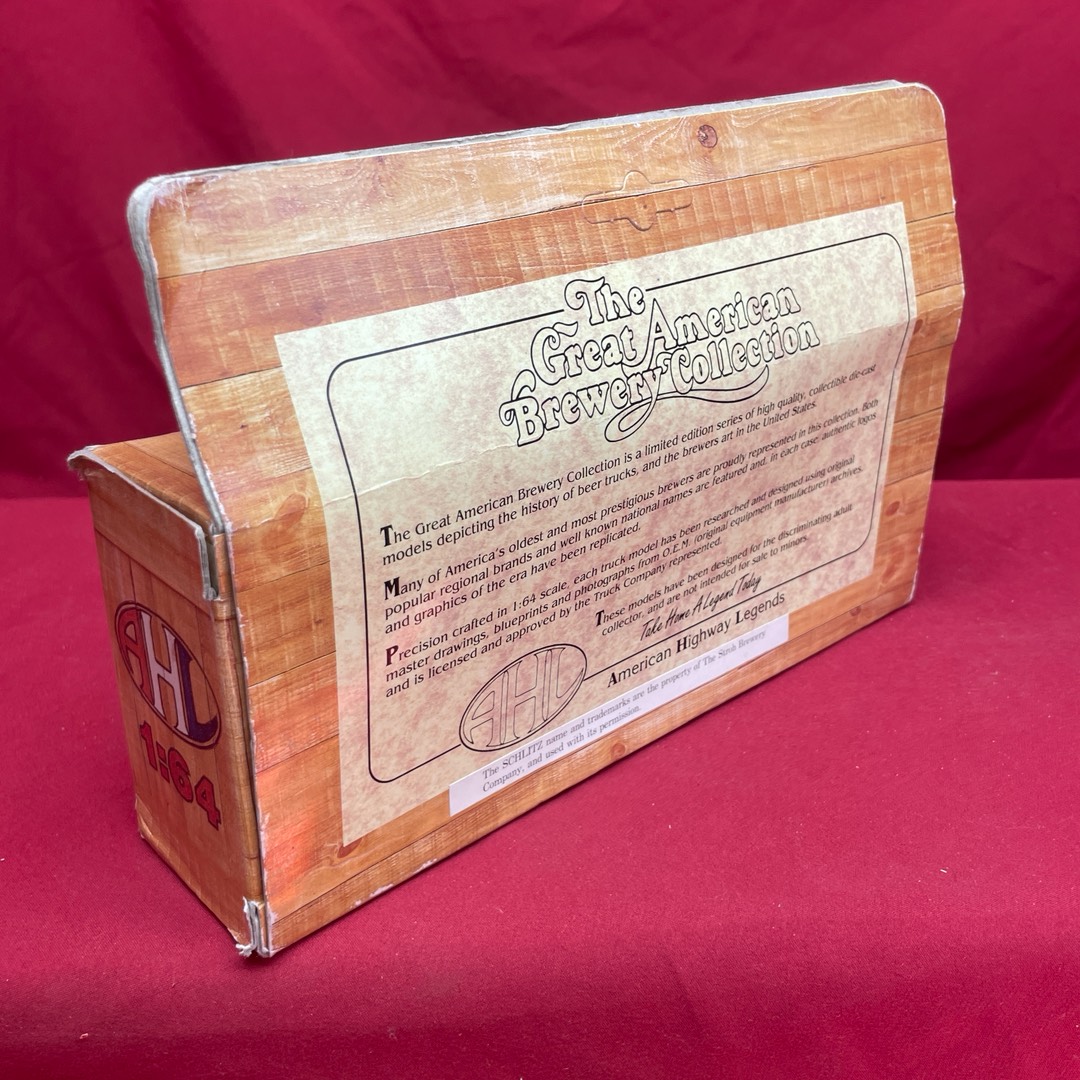 The
Great American
Brewery Collection
The Great American Brewery Collection is a limited edition series of high quality, collectible die-cast
models depicting the history of beer trucks, and the brewers art in the United States.
Many of America's oldest and most prestigious brewers are proudly represented in this collection. Both
popular regional brands and well known national names are featured and, in each case, authentic logos
and graphics of the era have been replicated.
Precision crafted in 1:64 scale, each truck model has been researched and designed using original
master drawings, blueprints and photographs from O.E.M. (original equipment manufacturer) archives,
and is licensed and approved by the Truck Company represented.
These models have been designed for the discriminating adult
collector, and are not intended for sale to minors.
Take Home A Legend Today
AHL
American Highway Legends
The SCHLITZ name and trademarks are the property of The Stroh Brewery
Company, and used with its permission.
AHL
1:64